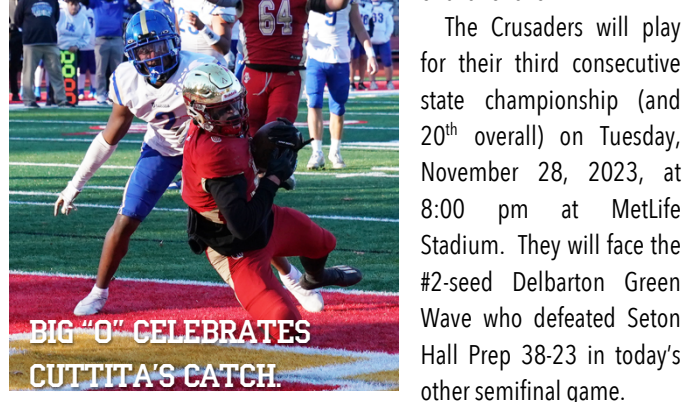 64
2
BIG "O" CELEBRATES
CUTTITA'S CATCH.
The Crusaders will play
for their third consecutive
state championship (and
20th overall) on Tuesday,
November 28, 2023, at
8:00 pm at MetLife
Stadium. They will face the
#2-seed Delbarton Green
Wave who defeated Seton
Hall Prep 38-23 in today's
other semifinal game.